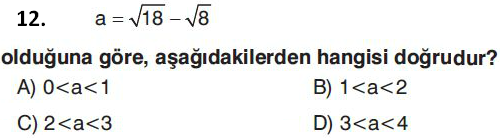 12. a = √18 − √8
olduğuna göre, aşağıdakilerden hangisi doğrudur?
A) 0<a<1 B) 1<a<2
C) 2<a<3 D) 3<a<4